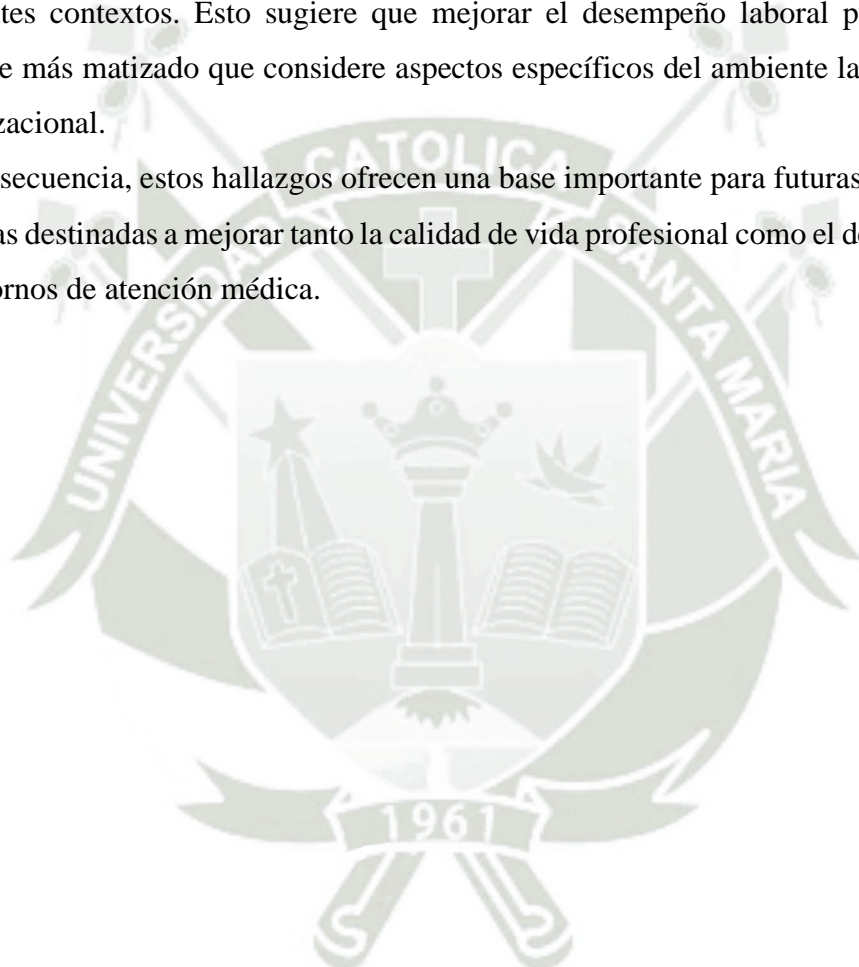 tes contextos. Esto sugiere que mejorar el desempeño laboral p
e más matizado que considere aspectos específicos del ambiente la
zacional.
secuencia, estos hallazgos ofrecen una base importante para futuras
as destinadas a mejorar tanto la calidad de vida profesional como el de
ornos de atención médica.
UNIVERSIDAD CATOLICA SANTA MARIA
1961